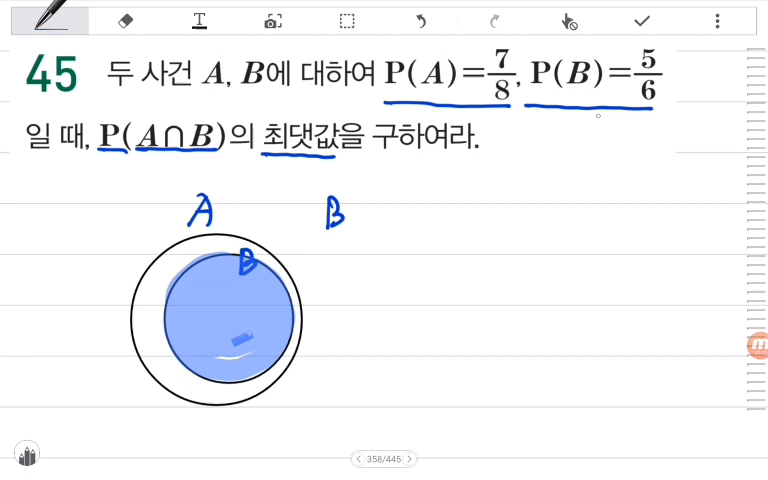 T
45 두 사건 A, B에 대하여 P(A)=7/8, P(B)=5/6
일 때, P(A∩B)의 최댓값을 구하여라.
A B
B
358/445